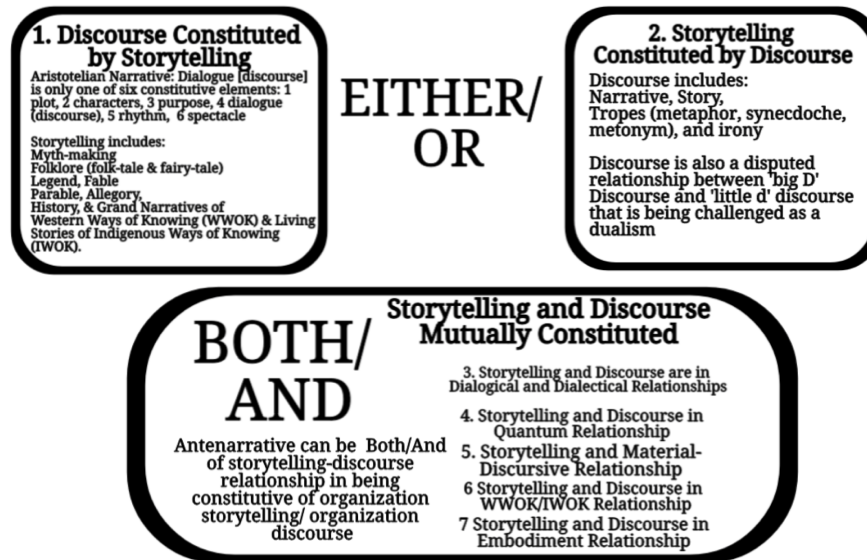 1. Discourse Constituted
by Storytelling
Aristotelian Narrative: Dialogue [discourse]
is only one of six constitutive elements: 1
plot, 2 characters, 3 purpose, 4 dialogue
(discourse), 5 rhythm,  6 spectacle
Storytelling includes:
Myth-making
Folklore (folk-tale & fairy-tale)
Legend, Fable
Parable, Allegory,
History, & Grand Narratives of
Western Ways of Knowing (WWOK) & Living
Stories of Indigenous Ways of Knowing
(IWOK).
EITHER/
OR
2. Storytelling
Constituted by Discourse
Discourse includes:
Narrative, Story,
Tropes (metaphor, synecdoche,
metonym), and irony
Discourse is also a disputed
relationship between 'big D'
Discourse and 'little d' discourse
that is being challenged as a
dualism
BOTH/
AND
Antenarrative can be  Both/And
of storytelling-discourse
relationship in being
constitutive of organization
storytelling/ organization
discourse
Storytelling and Discourse
Mutually Constituted
3. Storytelling and Discourse are in
Dialogical and Dialectical Relationships
4. Storytelling and Discourse in
Quantum Relationship
5. Storytelling and Material-
Discursive Relationship
6 Storytelling and Discourse in
WWOK/IWOK Relationship
7 Storytelling and Discourse in
Embodiment Relationship